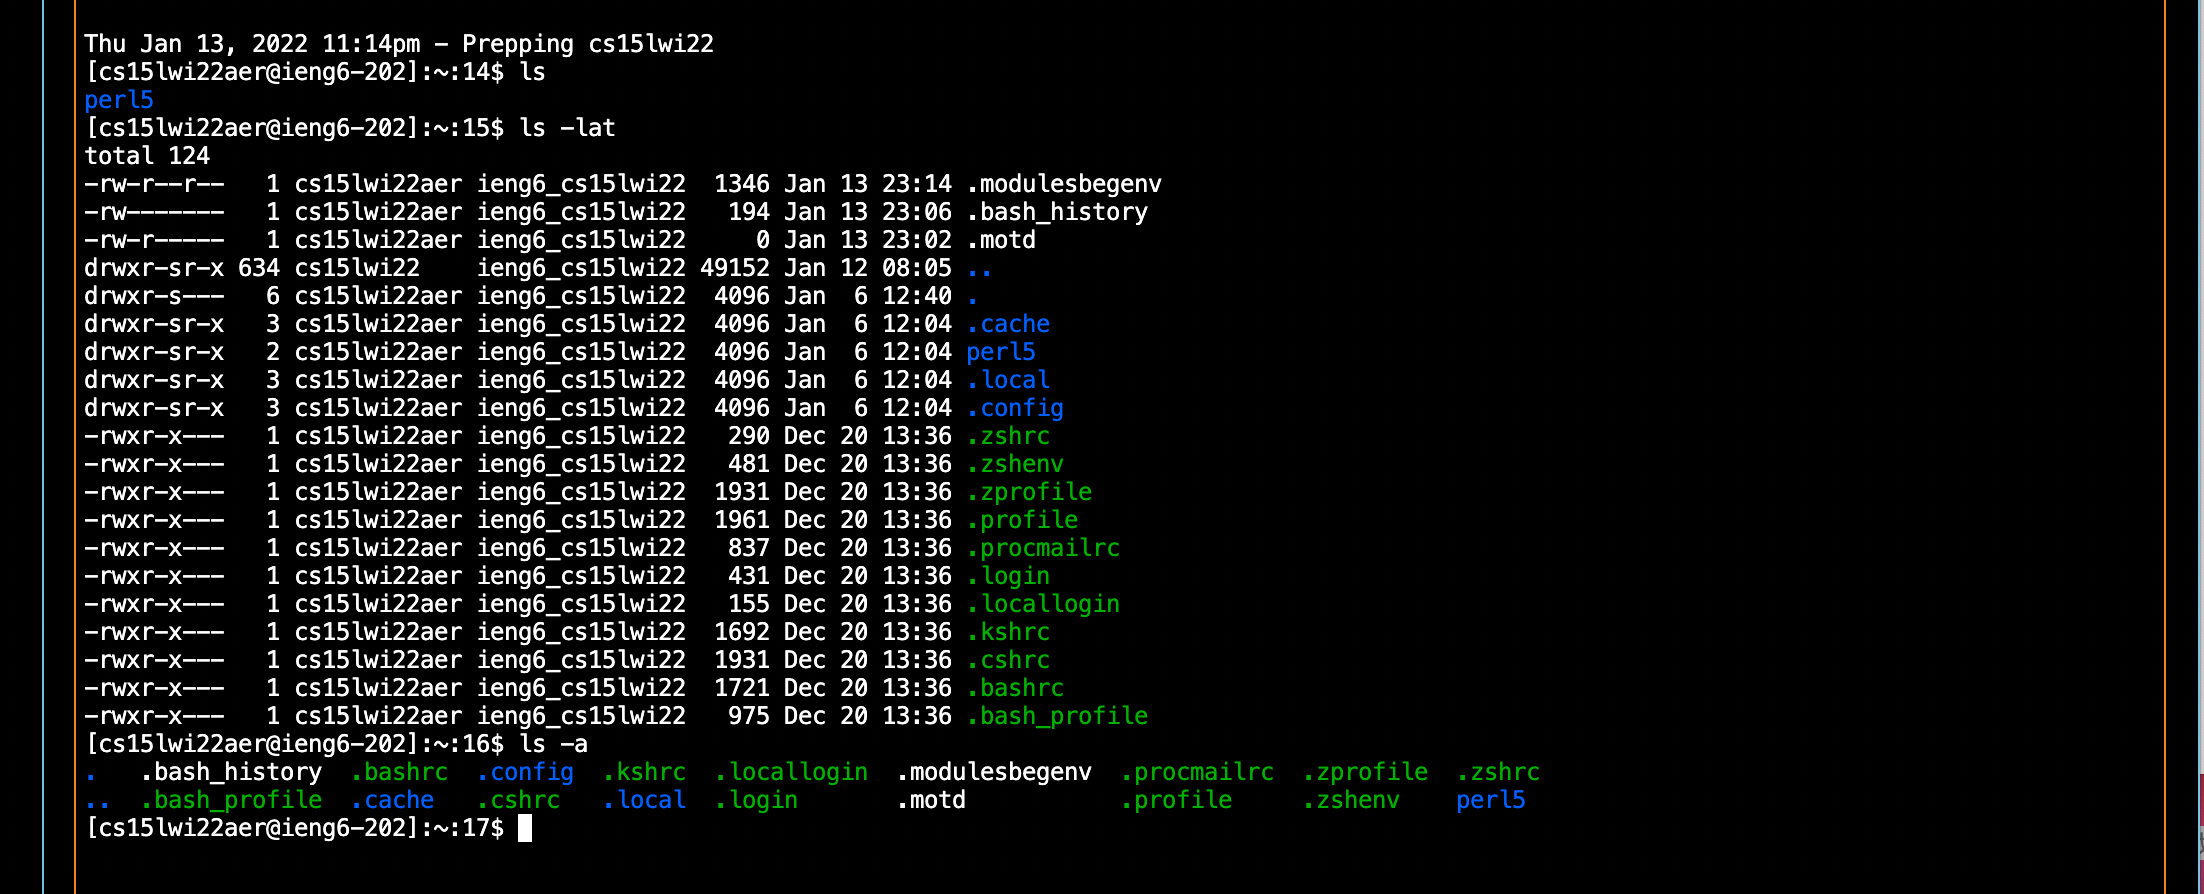 Thu Jan 13, 2022 11:14pm - Prepping cs15lwi22
[cs15lwi22aer@ieng6-202]:~:14$ ls
perl5
[cs15lwi22aer@ieng6-202]:~:15$ ls -lat
total 124
-rw-r--r--   1 cs15lwi22aer ieng6_cs15lwi22  1346 Jan 13 23:14 .modulesbegenv
-rw-------   1 cs15lwi22aer ieng6_cs15lwi22   194 Jan 13 23:06 .bash_history
-rw-r-----   1 cs15lwi22aer ieng6_cs15lwi22     0 Jan 13 23:02 .motd
drwxr-sr-x 634 cs15lwi22    ieng6_cs15lwi22 49152 Jan 12 08:05 ..
drwxr-s---   6 cs15lwi22aer ieng6_cs15lwi22  4096 Jan  6 12:40 .
drwxr-sr-x   3 cs15lwi22aer ieng6_cs15lwi22  4096 Jan  6 12:04 .cache
drwxr-sr-x   2 cs15lwi22aer ieng6_cs15lwi22  4096 Jan  6 12:04 perl5
drwxr-sr-x   3 cs15lwi22aer ieng6_cs15lwi22  4096 Jan  6 12:04 .local
drwxr-sr-x   3 cs15lwi22aer ieng6_cs15lwi22  4096 Jan  6 12:04 .config
-rwxr-x---   1 cs15lwi22aer ieng6_cs15lwi22   290 Dec 20 13:36 .zshrc
-rwxr-x---   1 cs15lwi22aer ieng6_cs15lwi22   481 Dec 20 13:36 .zshenv
-rwxr-x---   1 cs15lwi22aer ieng6_cs15lwi22  1931 Dec 20 13:36 .zprofile
-rwxr-x---   1 cs15lwi22aer ieng6_cs15lwi22  1961 Dec 20 13:36 .profile
-rwxr-x---   1 cs15lwi22aer ieng6_cs15lwi22   837 Dec 20 13:36 .procmailrc
-rwxr-x---   1 cs15lwi22aer ieng6_cs15lwi22   431 Dec 20 13:36 .login
-rwxr-x---   1 cs15lwi22aer ieng6_cs15lwi22   155 Dec 20 13:36 .locallogin
-rwxr-x---   1 cs15lwi22aer ieng6_cs15lwi22  1692 Dec 20 13:36 .kshrc
-rwxr-x---   1 cs15lwi22aer ieng6_cs15lwi22  1931 Dec 20 13:36 .cshrc
-rwxr-x---   1 cs15lwi22aer ieng6_cs15lwi22  1721 Dec 20 13:36 .bashrc
-rwxr-x---   1 cs15lwi22aer ieng6_cs15lwi22   975 Dec 20 13:36 .bash_profile
[cs15lwi22aer@ieng6-202]:~:16$ ls -a
.   .bash_history  .bashrc  .config  .kshrc  .locallogin  .modulesbegenv  .procmailrc  .zprofile  .zshrc
..  .bash_profile  .cache   .cshrc   .local  .login       .motd           .profile     .zshenv    perl5
[cs15lwi22aer@ieng6-202]:~:17$